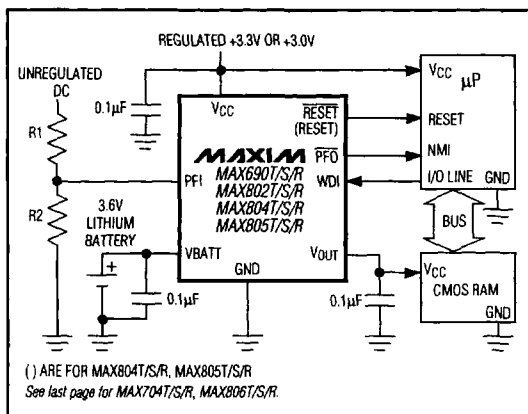 REGULATED +3.3V OR +3.0V
UNREGULATED
DC
R1
R2
0.1µF
VCC
RESET
(RESET)
MAXIM
MAX690T/S/R
MAX802T/S/R
MAX804T/S/R
MAX805T/S/R
PFI
PFO
WDI
3.6V
LITHIUM
BATTERY
+
VBATT
VOUT
GND
0.1µF
0.1µF
VCC
µP
RESET
NMI
I/O LINE
GND
BUS
VCC
CMOS RAM
GND
( ) ARE FOR MAX804T/S/R, MAX805T/S/R
See last page for MAX704T/S/R, MAX806T/S/R.